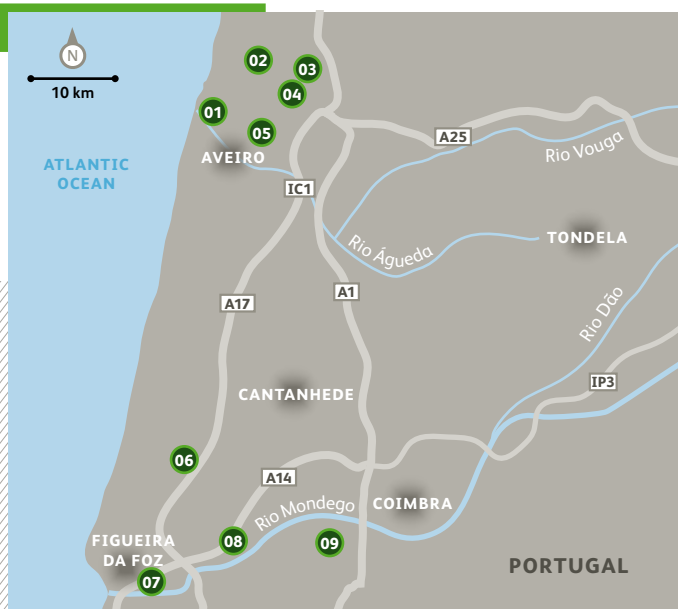 N
10 km
02
03
04
01
05
AVEIRO
ATLANTIC
OCEAN
A25
Rio Vouga
IC1
Rio Águeda
TONDELA
A17
A1
Rio Dão
IP3
CANTANHEDE
06
A14
Rio Mondego
COIMBRA
FIGUEIRA
DA FOZ
08
09
07
PORTUGAL